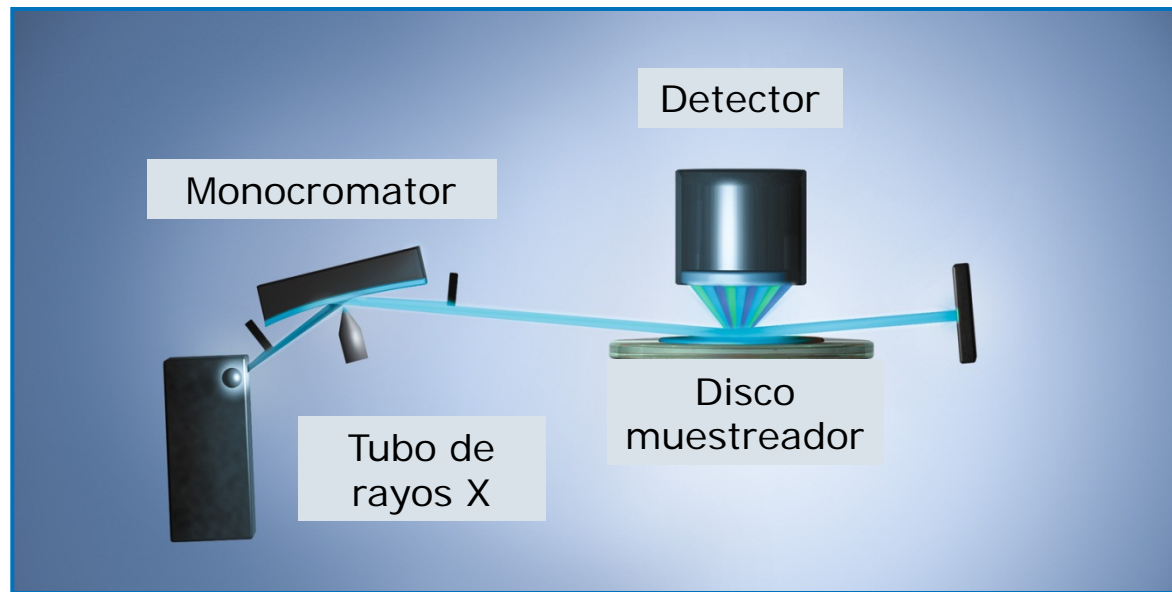 Detector
Monocromator
Disco
muestreador
Tubo de
rayos X